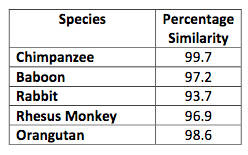 Species Percentage Similarity
Chimpanzee 99.7
Baboon 97.2
Rabbit 93.7
Rhesus Monkey 96.9
Orangutan 98.6